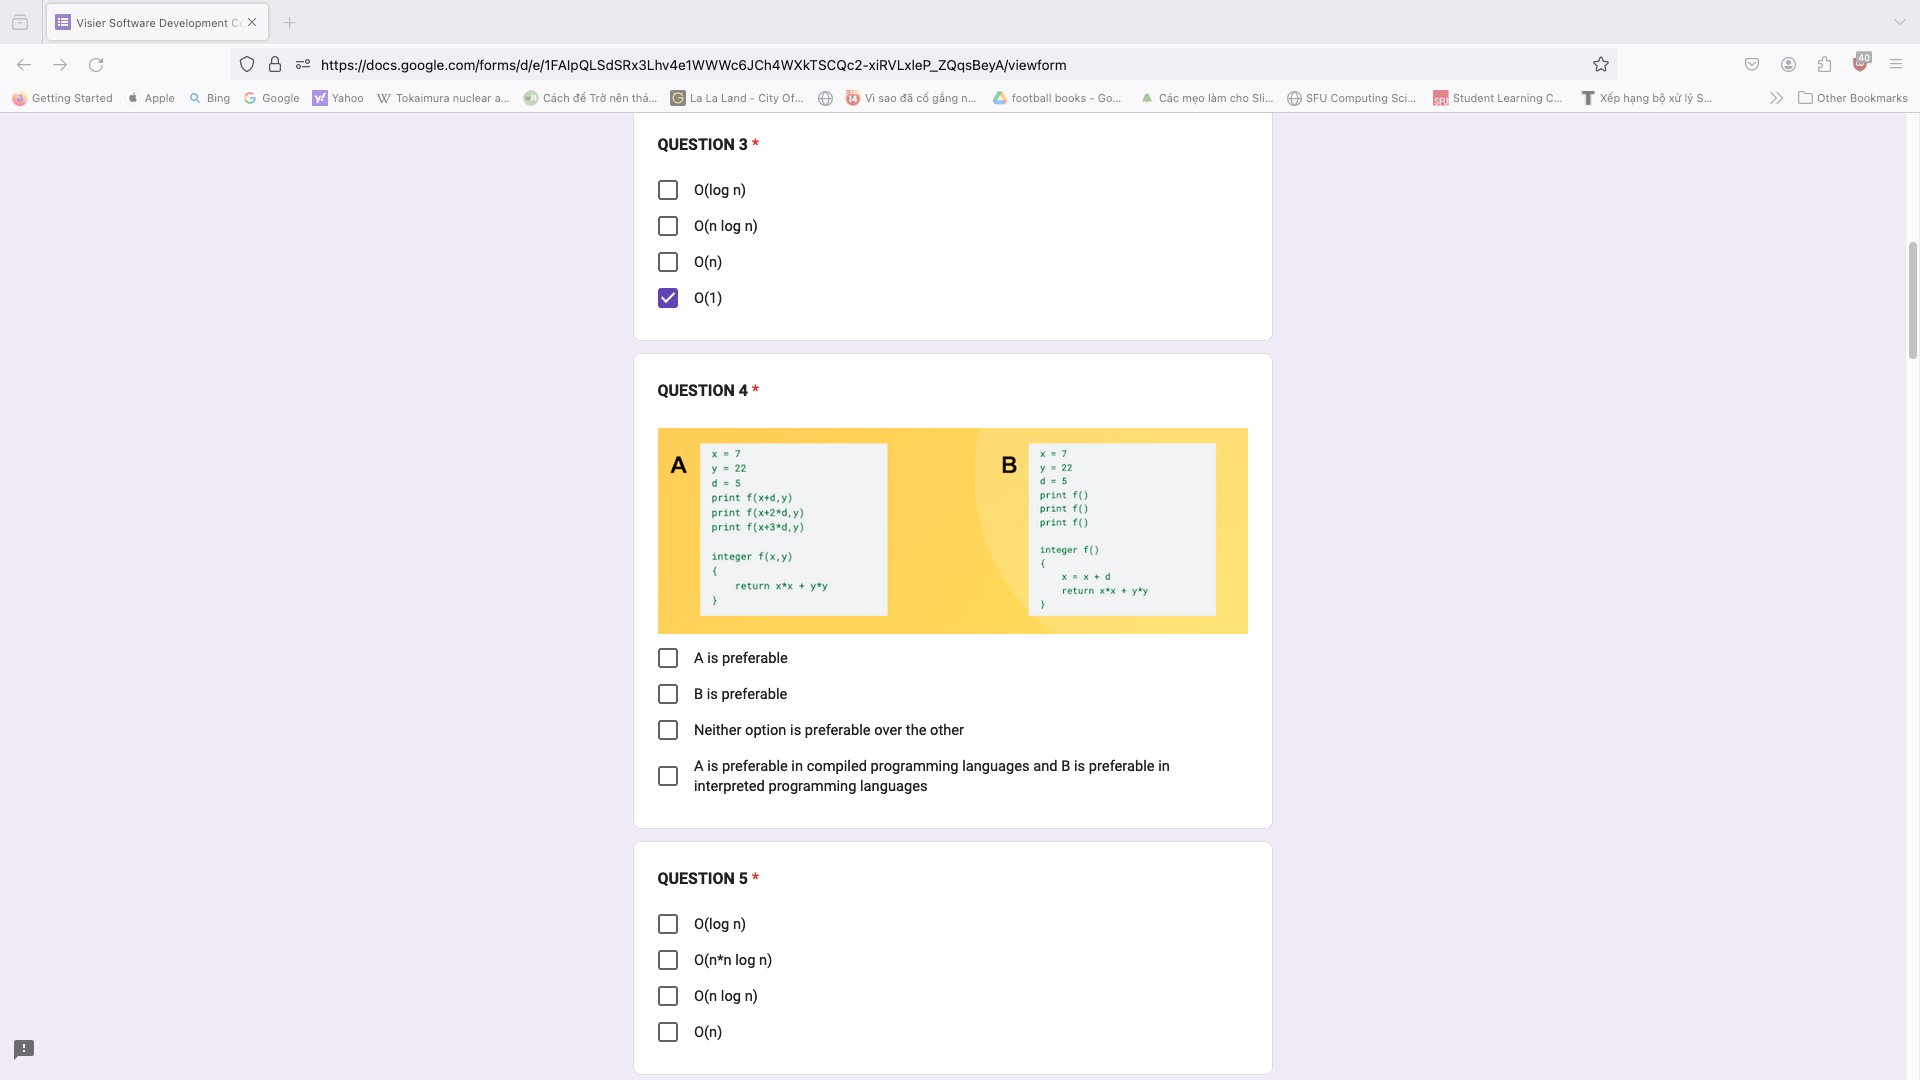 Visier Software Development Co
https://docs.google.com/forms/d/e/1FAIpQLSdSRx3Lhv4e1WWWc6JCh4WXkTSCQc2-xiRVLxleP_ZQqsBeyA/viewform
40
Getting Started
Apple
Bing
Google
Yahoo
Tokaimura nuclear a...
Cách để Trở nên thá...
La La Land - City Of...
14
Vì sao đã cố gắng n...
football books - Go...
Các mẹo làm cho Sli...
SFU Computing Sci...
SFU
Student Learning C...
Xếp hạng bộ xử lý S...
Other Bookmarks
QUESTION 3 *
O(log n)
O(n log n)
O(n)
O(1)
QUESTION 4 *
A
x = 7
y = 22
d = 5
print f(x+d,y)
print f(x+2*d,y)
print f(x+3*d,y)
integer f(x,y)
{
return x*x + y*y
}
B
x = 7
y = 22
d = 5
print f()
print f()
print f()
integer f()
{
x = x + d
return x*x + y*y
}
A is preferable
B is preferable
Neither option is preferable over the other
A is preferable in compiled programming languages and B is preferable in
interpreted programming languages
QUESTION 5 *
O(log n)
O(n*n log n)
O(n log n)
O(n)